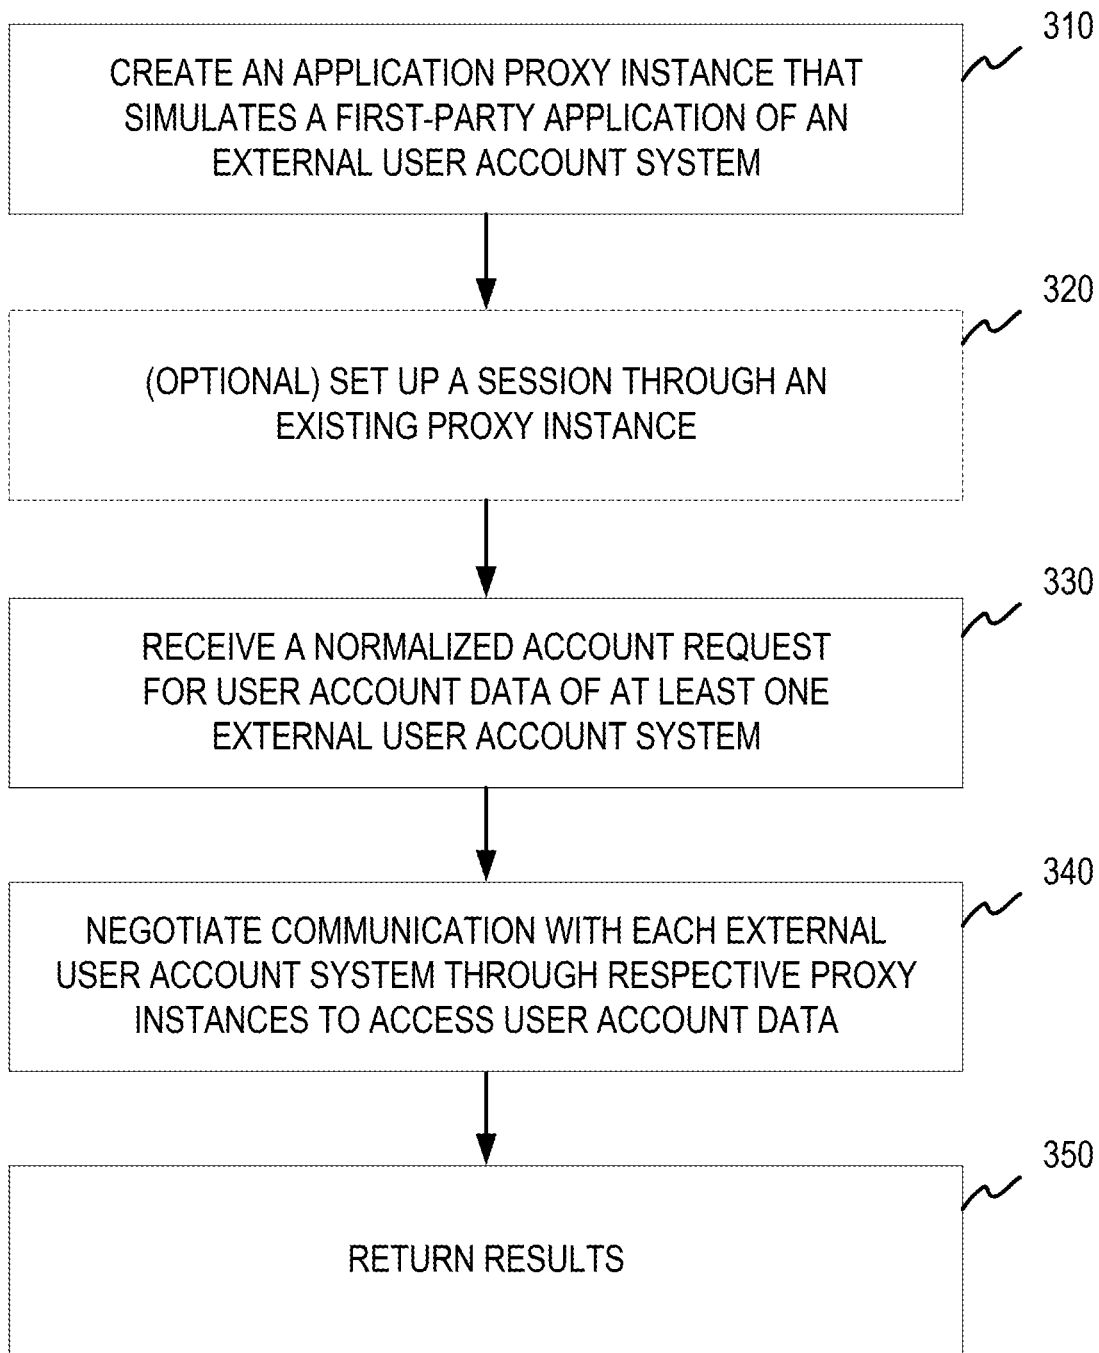 310
CREATE AN APPLICATION PROXY INSTANCE THAT
SIMULATES A FIRST-PARTY APPLICATION OF AN
EXTERNAL USER ACCOUNT SYSTEM
320
(OPTIONAL) SET UP A SESSION THROUGH AN
EXISTING PROXY INSTANCE
330
RECEIVE A NORMALIZED ACCOUNT REQUEST
FOR USER ACCOUNT DATA OF AT LEAST ONE
EXTERNAL USER ACCOUNT SYSTEM
340
NEGOTIATE COMMUNICATION WITH EACH EXTERNAL
USER ACCOUNT SYSTEM THROUGH RESPECTIVE PROXY
INSTANCES TO ACCESS USER ACCOUNT DATA
350
RETURN RESULTS